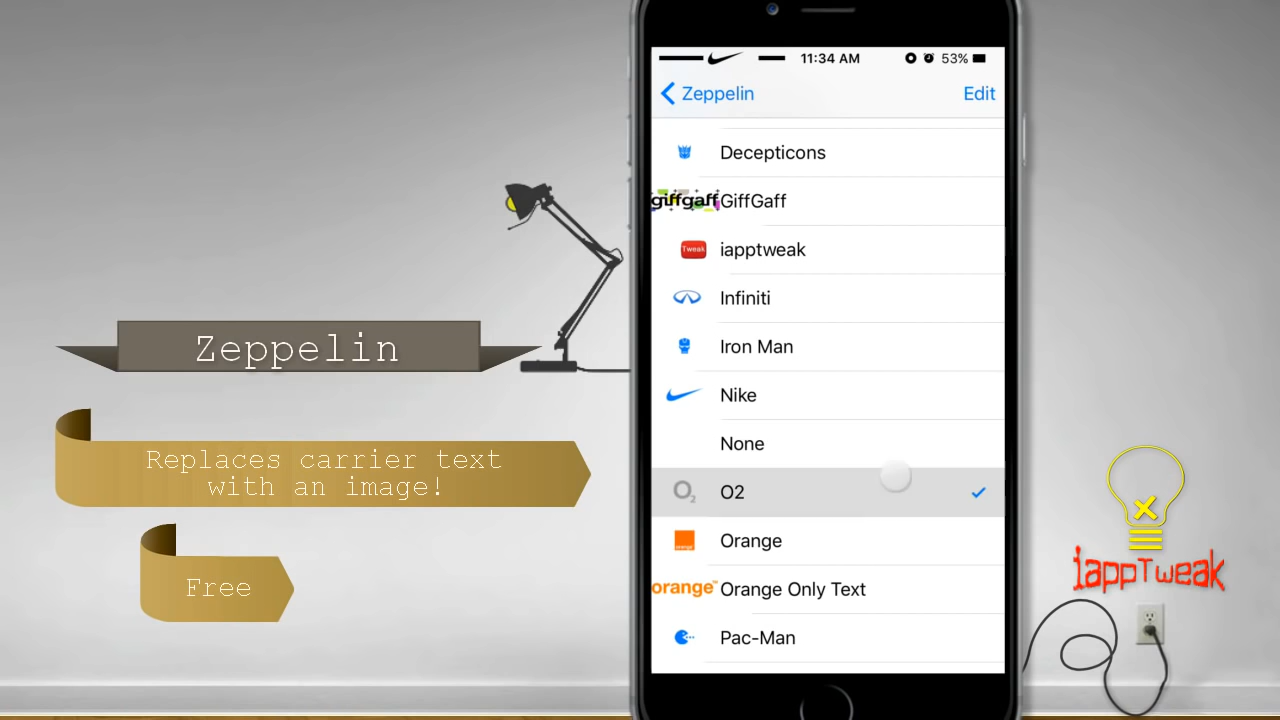 Zeppelin
Replaces carrier text
with an image!
Free
11:34 AM
53%
Zeppelin
Edit
Decepticons
giffgaff
GiffGaff
Tweak
iapptweak
Infiniti
Iron Man
Nike
None
O2
O2
orange
Orange
orange™
Orange Only Text
Pac-Man
iappTweak